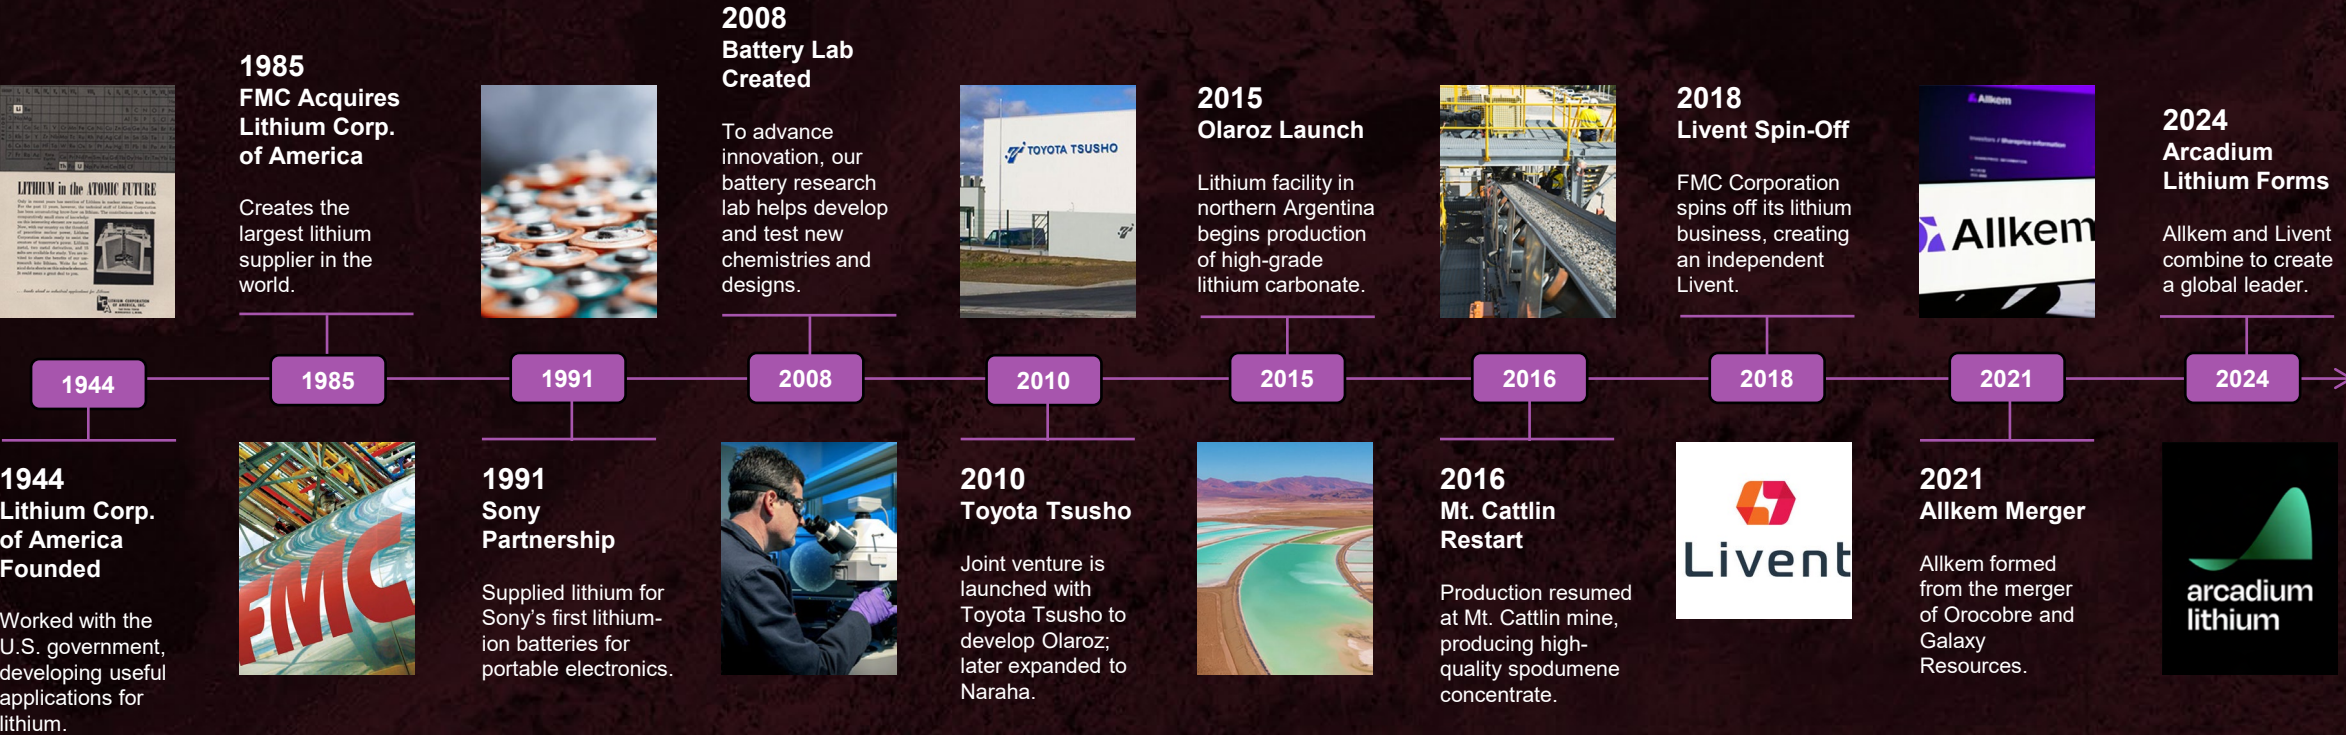 LITHIUM in the ATOMIC FUTURE
LITHIUM CORPORATION
OF AMERICA, INC.
1985
FMC Acquires
Lithium Corp.
of America
Creates the
largest lithium
supplier in the
world.
2008
Battery Lab
Created
To advance
innovation, our
battery research
lab helps develop
and test new
chemistries and
designs.
TOYOTA TSUSHO
2015
Olaroz Launch
Lithium facility in
northern Argentina
begins production
of high-grade
lithium carbonate.
2018
Livent Spin-Off
FMC Corporation
spins off its lithium
business, creating
an independent
Livent.
Allkem
Investors / Shareprice Information
Allkem
2024
Arcadium
Lithium Forms
Allkem and Livent
combine to create
a global leader.
1944
1985
1991
2008
2010
2015
2016
2018
2021
2024
1944
Lithium Corp.
of America
Founded
Worked with the
U.S. government,
developing useful
applications for
lithium.
FMC
1991
Sony
Partnership
Supplied lithium for
Sony’s first lithium-
ion batteries for
portable electronics.
2010
Toyota Tsusho
Joint venture is
launched with
Toyota Tsusho to
develop Olaroz;
later expanded to
Naraha.
2016
Mt. Cattlin
Restart
Production resumed
at Mt. Cattlin mine,
producing high-
quality spodumene
concentrate.
Livent
2021
Allkem Merger
Allkem formed
from the merger
of Orocobre and
Galaxy
Resources.
arcadium
lithium